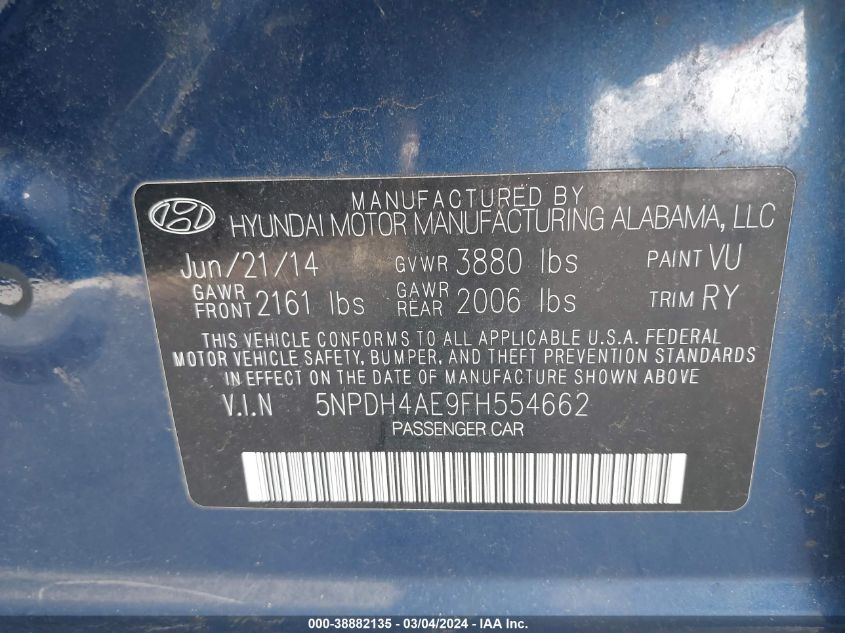 MANUFACTURED BY
HYUNDAI MOTOR MANUFACTURING ALABAMA, LLC
Jun/21/14 GVWR 3880 lbs PAINT VU
GAWR FRONT 2161 lbs GAWR REAR 2006 lbs TRIM RY
THIS VEHICLE CONFORMS TO ALL APPLICABLE U.S.A. FEDERAL
MOTOR VEHICLE SAFETY, BUMPER, AND THEFT PREVENTION STANDARDS
IN EFFECT ON THE DATE OF MANUFACTURE SHOWN ABOVE.
V.I.N 5NPDH4AE9FH554662
PASSENGER CAR
000-38882135 - 03/04/2024 - IAA Inc.